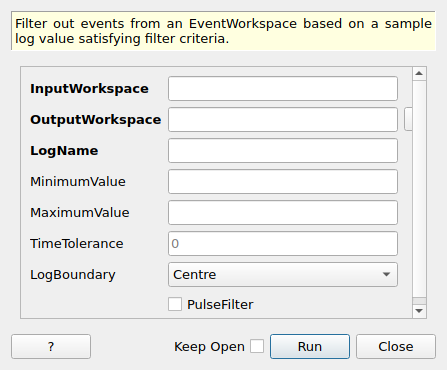 Filter out events from an EventWorkspace based on a sample
log value satisfying filter criteria.
InputWorkspace
OutputWorkspace
LogName
MinimumValue
MaximumValue
TimeTolerance 0
LogBoundary Centre
PulseFilter
? Keep Open Run Close